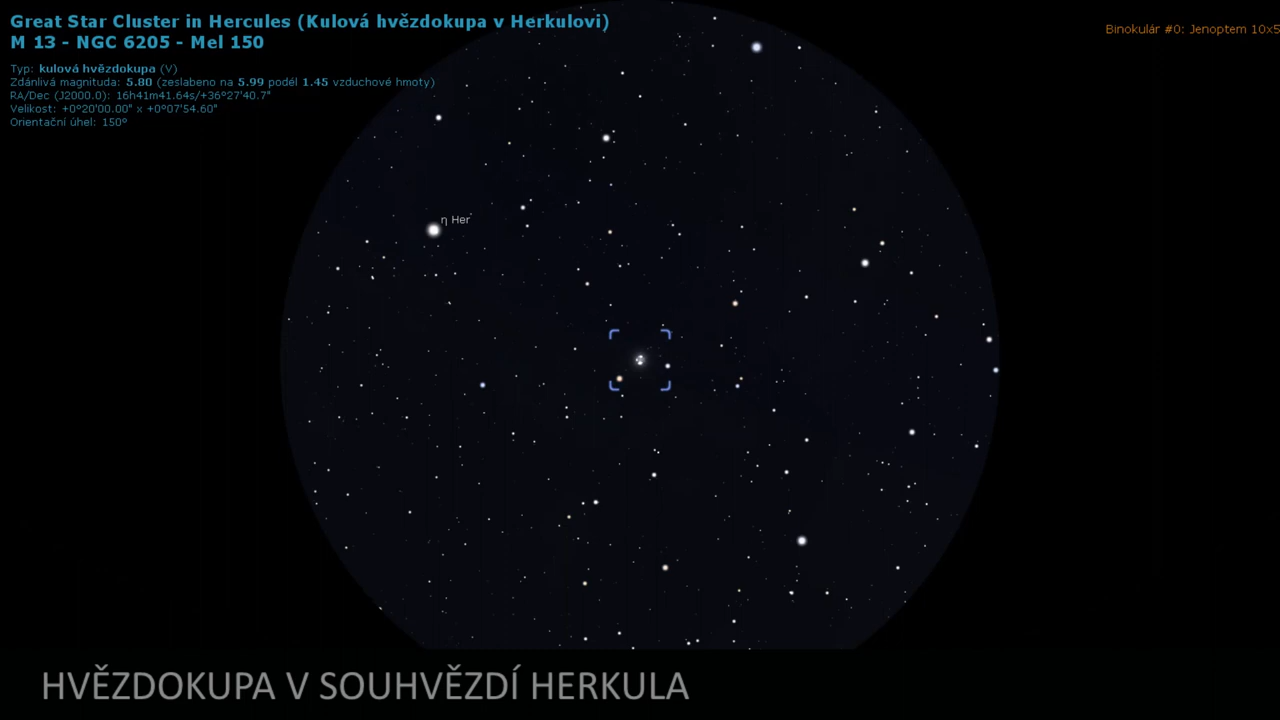 Great Star Cluster in Hercules (Kulová hvězdokupa v Herkulovi)
M 13 - NGC 6205 - Mel 150
Typ: kulová hvězdokupa (V)
Zdánlivá magnituda: 5.80 (zeslabeno na 5.99 podél 1.45 vzduchové hmoty)
RA/Dec (J2000.0): 16h41m41.64s/+36°27'40.7"
Velikost: +0°20'00.00" x +0°07'54.60"
Orientační úhel: 150°
Binokulár #0: Jenoptem 10x5
η Her
HVĚZDOKUPA V SOUHVĚZDÍ HERKULA